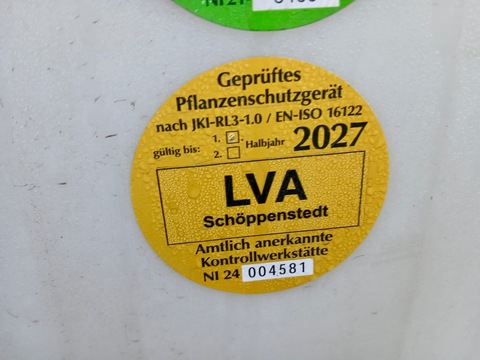 Geprüftes
Pflanzenschutzgerät
nach JKI-RL3-1.0 / EN-ISO 16122
gültig bis: 1. 2. Halbjahr 2027
LVA
Schöppenstedt
Amtlich anerkannte
Kontrollwerkstätte
NI 24 004581